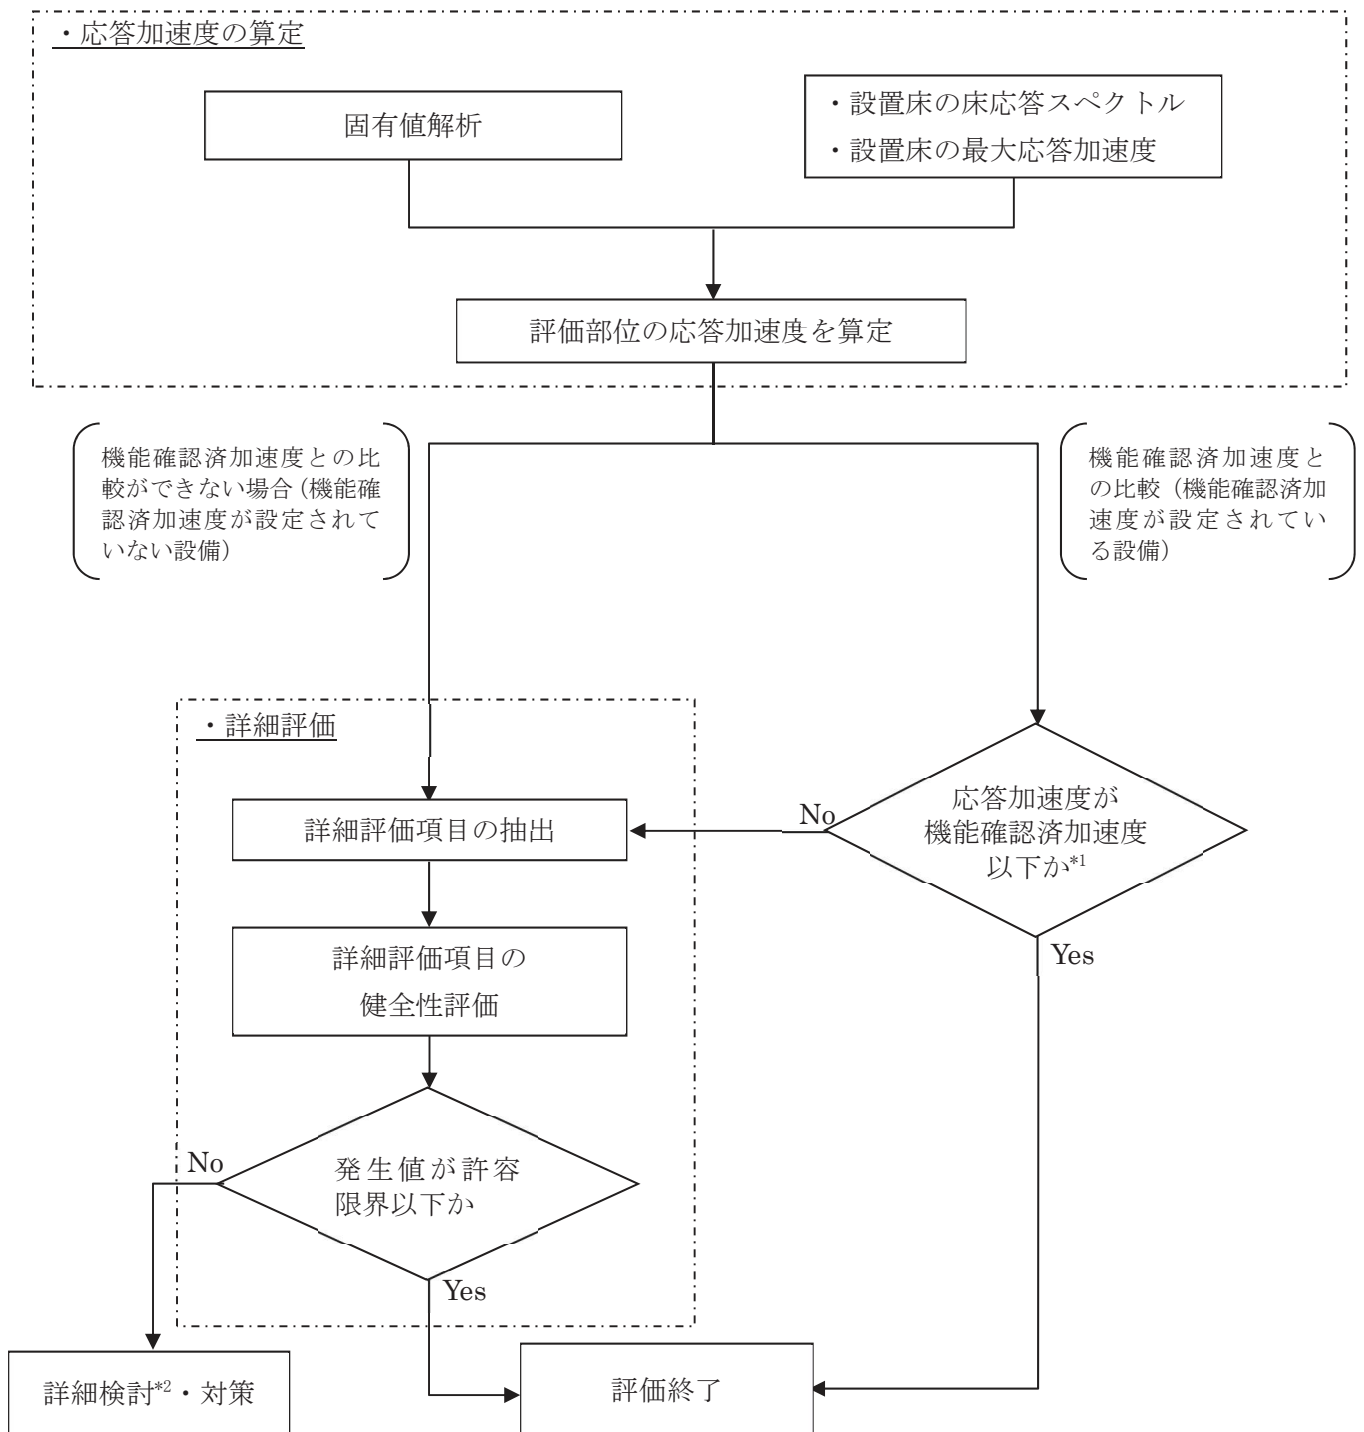 ・応答加速度の算定
固有値解析
・設置床の床応答スペクトル
・設置床の最大応答加速度
評価部位の応答加速度を算定
機能確認済加速度との比
較ができない場合（機能確
認済加速度が設定されて
いない設備）
機能確認済加速度と
の比較（機能確認済加
速度が設定されてい
る設備）
・詳細評価
詳細評価項目の抽出
No
応答加速度が
機能確認済加速度
以下か*1
Yes
詳細評価項目の
健全性評価
No
発生値が許容
限界以下か
Yes
詳細検討*2・対策
評価終了